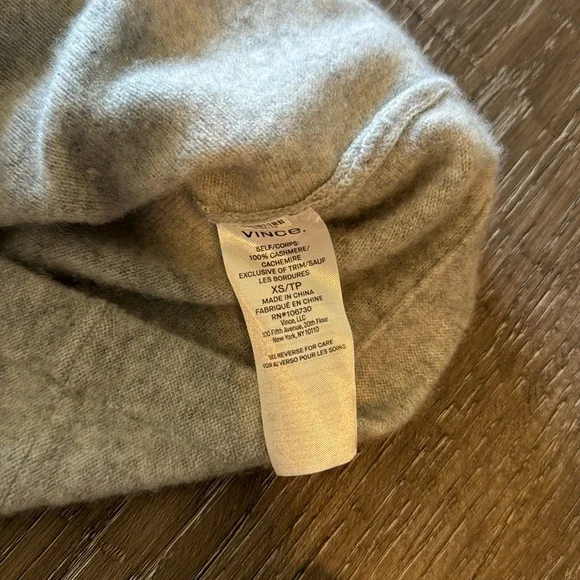 VINCE.
SELF/CORPS:
100% CASHMERE/
CACHEMIRE
EXCLUSIVE OF TRIM/SAUF
LES BORDURES
XS/TP
MADE IN CHINA
FABRIQUÉ EN CHINE
RN#106730
Vince, LLC
500 Fifth Avenue, 20th Floor
New York, NY 10110
SEE REVERSE FOR CARE
VOIR AU VERSO POUR LES SOINS